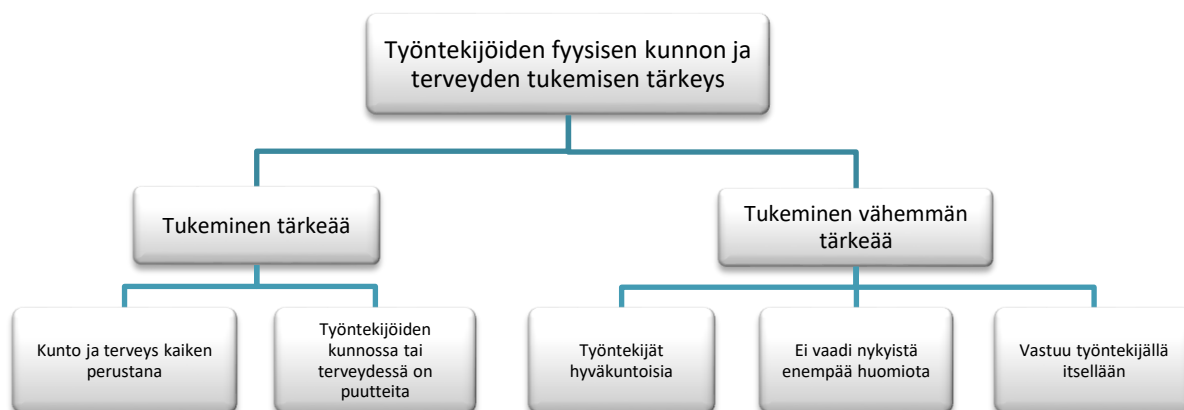 Työntekijöiden fyysisen kunnon ja
terveyden tukemisen tärkeys
Tukeminen tärkeää
Tukeminen vähemmän
tärkeää
Kunto ja terveys kaiken
perustana
Työntekijöiden
kunnossa tai
terveydessä on
puutteita
Työntekijät
hyväkuntoisia
Ei vaadi nykyistä
enempää huomiota
Vastuu työntekijällä
itsellään